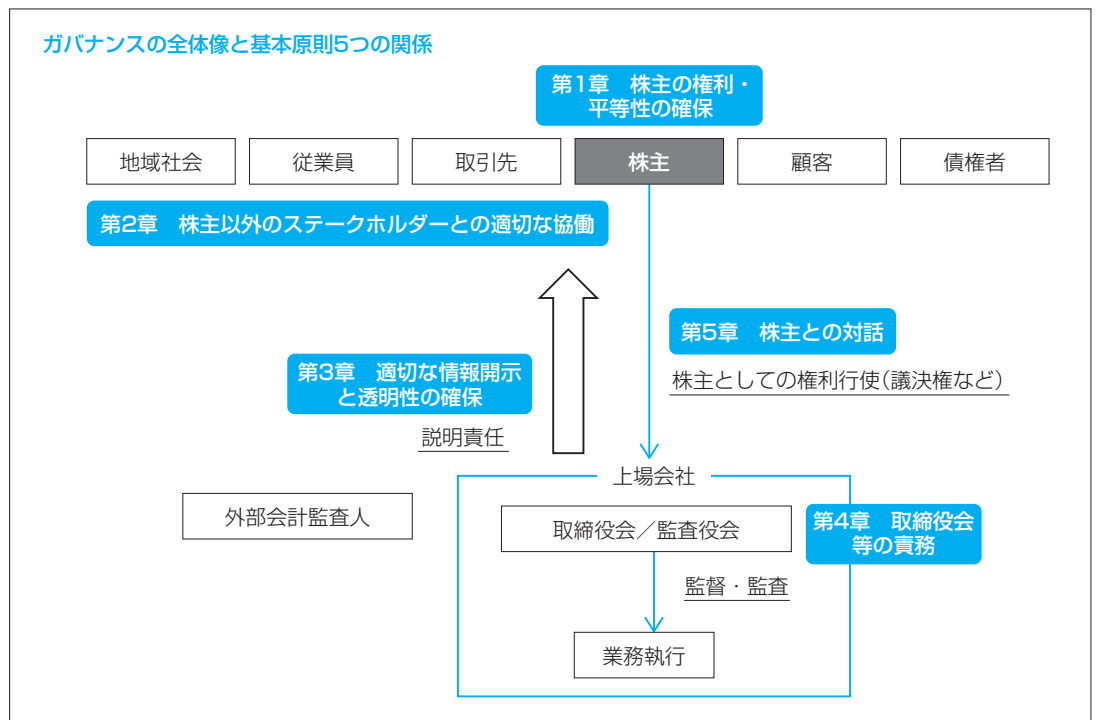 ガバナンスの全体像と基本原則5つの関係
第1章　株主の権利・
平等性の確保
地域社会
従業員
取引先
株主
顧客
債権者
第2章　株主以外のステークホルダーとの適切な協働
第5章　株主との対話
株主としての権利行使(議決権など)
第3章　適切な情報開示
と透明性の確保
説明責任
上場会社
外部会計監査人
取締役会／監査役会
第4章　取締役会
等の責務
監督・監査
業務執行